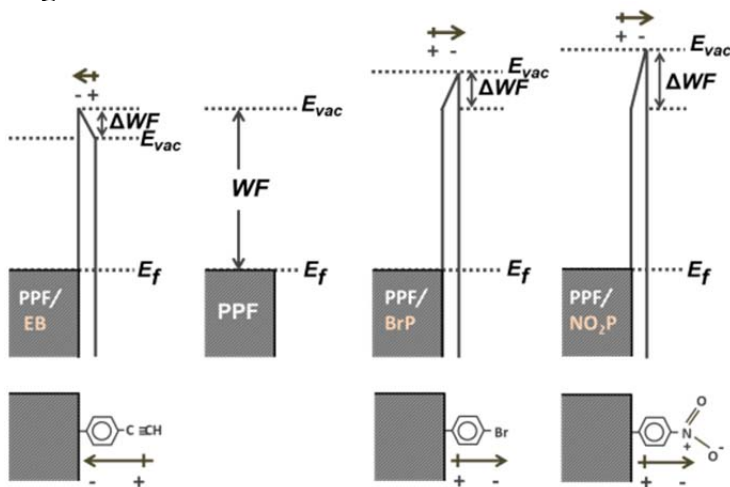 + -
- +
+ -
Evac
ΔWF
Evac
Evac
WF
Evac
ΔWF
Evac
ΔWF
Ef
Ef
Ef
Ef
PPF/
EB
PPF
PPF/
BrP
PPF/
NO₂P
C ≡CH
- +
Br
+ -
N
+
O
O-
+ -